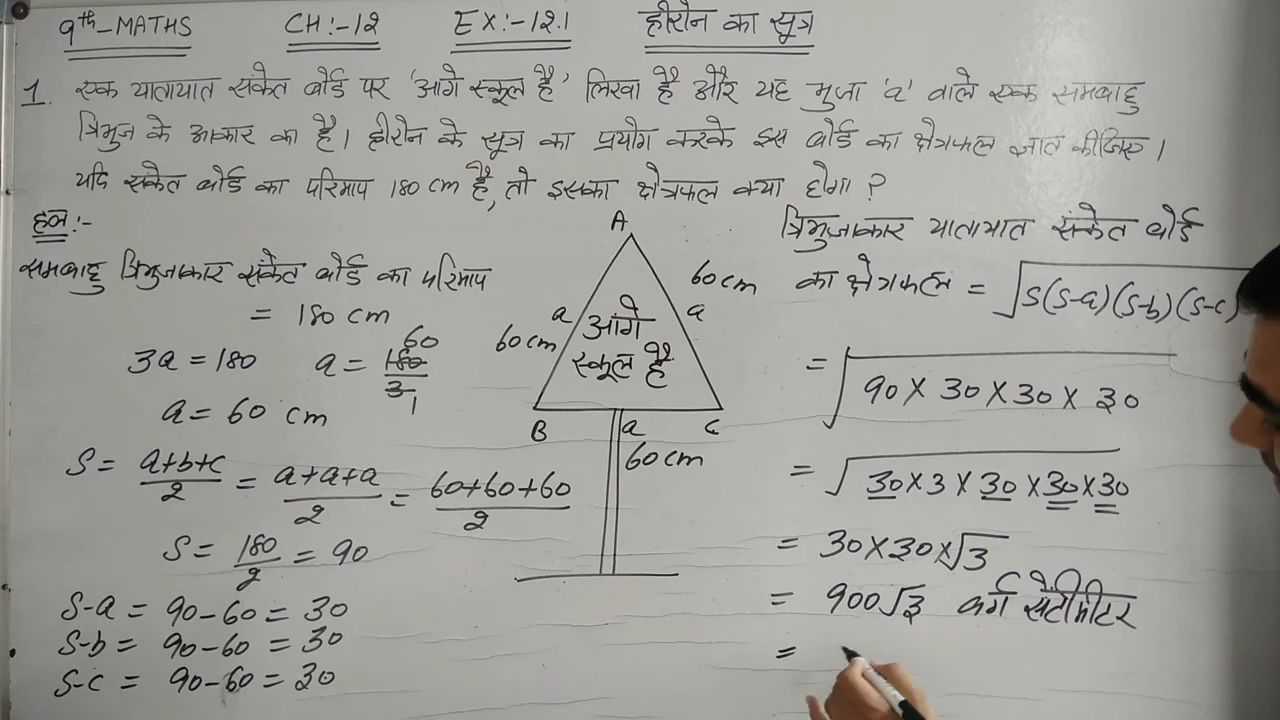 9th-MATHS CH:-12 EX:-12.1 हीरोन का सूत्र
1. एक यातायात संकेत बोर्ड पर 'आगे स्कूल है' लिखा है और यह भुजा 'a' वाले एक समबाहु
त्रिभुज के आकार का है। हीरोन के सूत्र का प्रयोग करके इस बोर्ड का क्षेत्रफल ज्ञात कीजिए।
यदि संकेत बोर्ड का परिमाप 180 cm है, तो इसका क्षेत्रफल क्या होगा ?
हल:-
समबाहु त्रिभुजाकार संकेत बोर्ड का परिमाप
= 180 cm
3a = 180 a = 180/3 60 1
a = 60 cm
S = a+b+c/2 = a+a+a/2 = 60+60+60/2
S = 180/2 = 90
S-a = 90-60 = 30
S-b = 90-60 = 30
S-c = 90-60 = 30
A
60cm
a a
आगे
60cm
स्कूल है
B a C
60cm
त्रिभुजाकार यातायात संकेत बोर्ड
का क्षेत्रफल = √S(S-a)(S-b)(S-c)
= √90 × 30 × 30 × 30
= √30 × 3 × 30 × 30 × 30
= 30×30×√3
= 900√3 वर्ग सेंटीमीटर
=